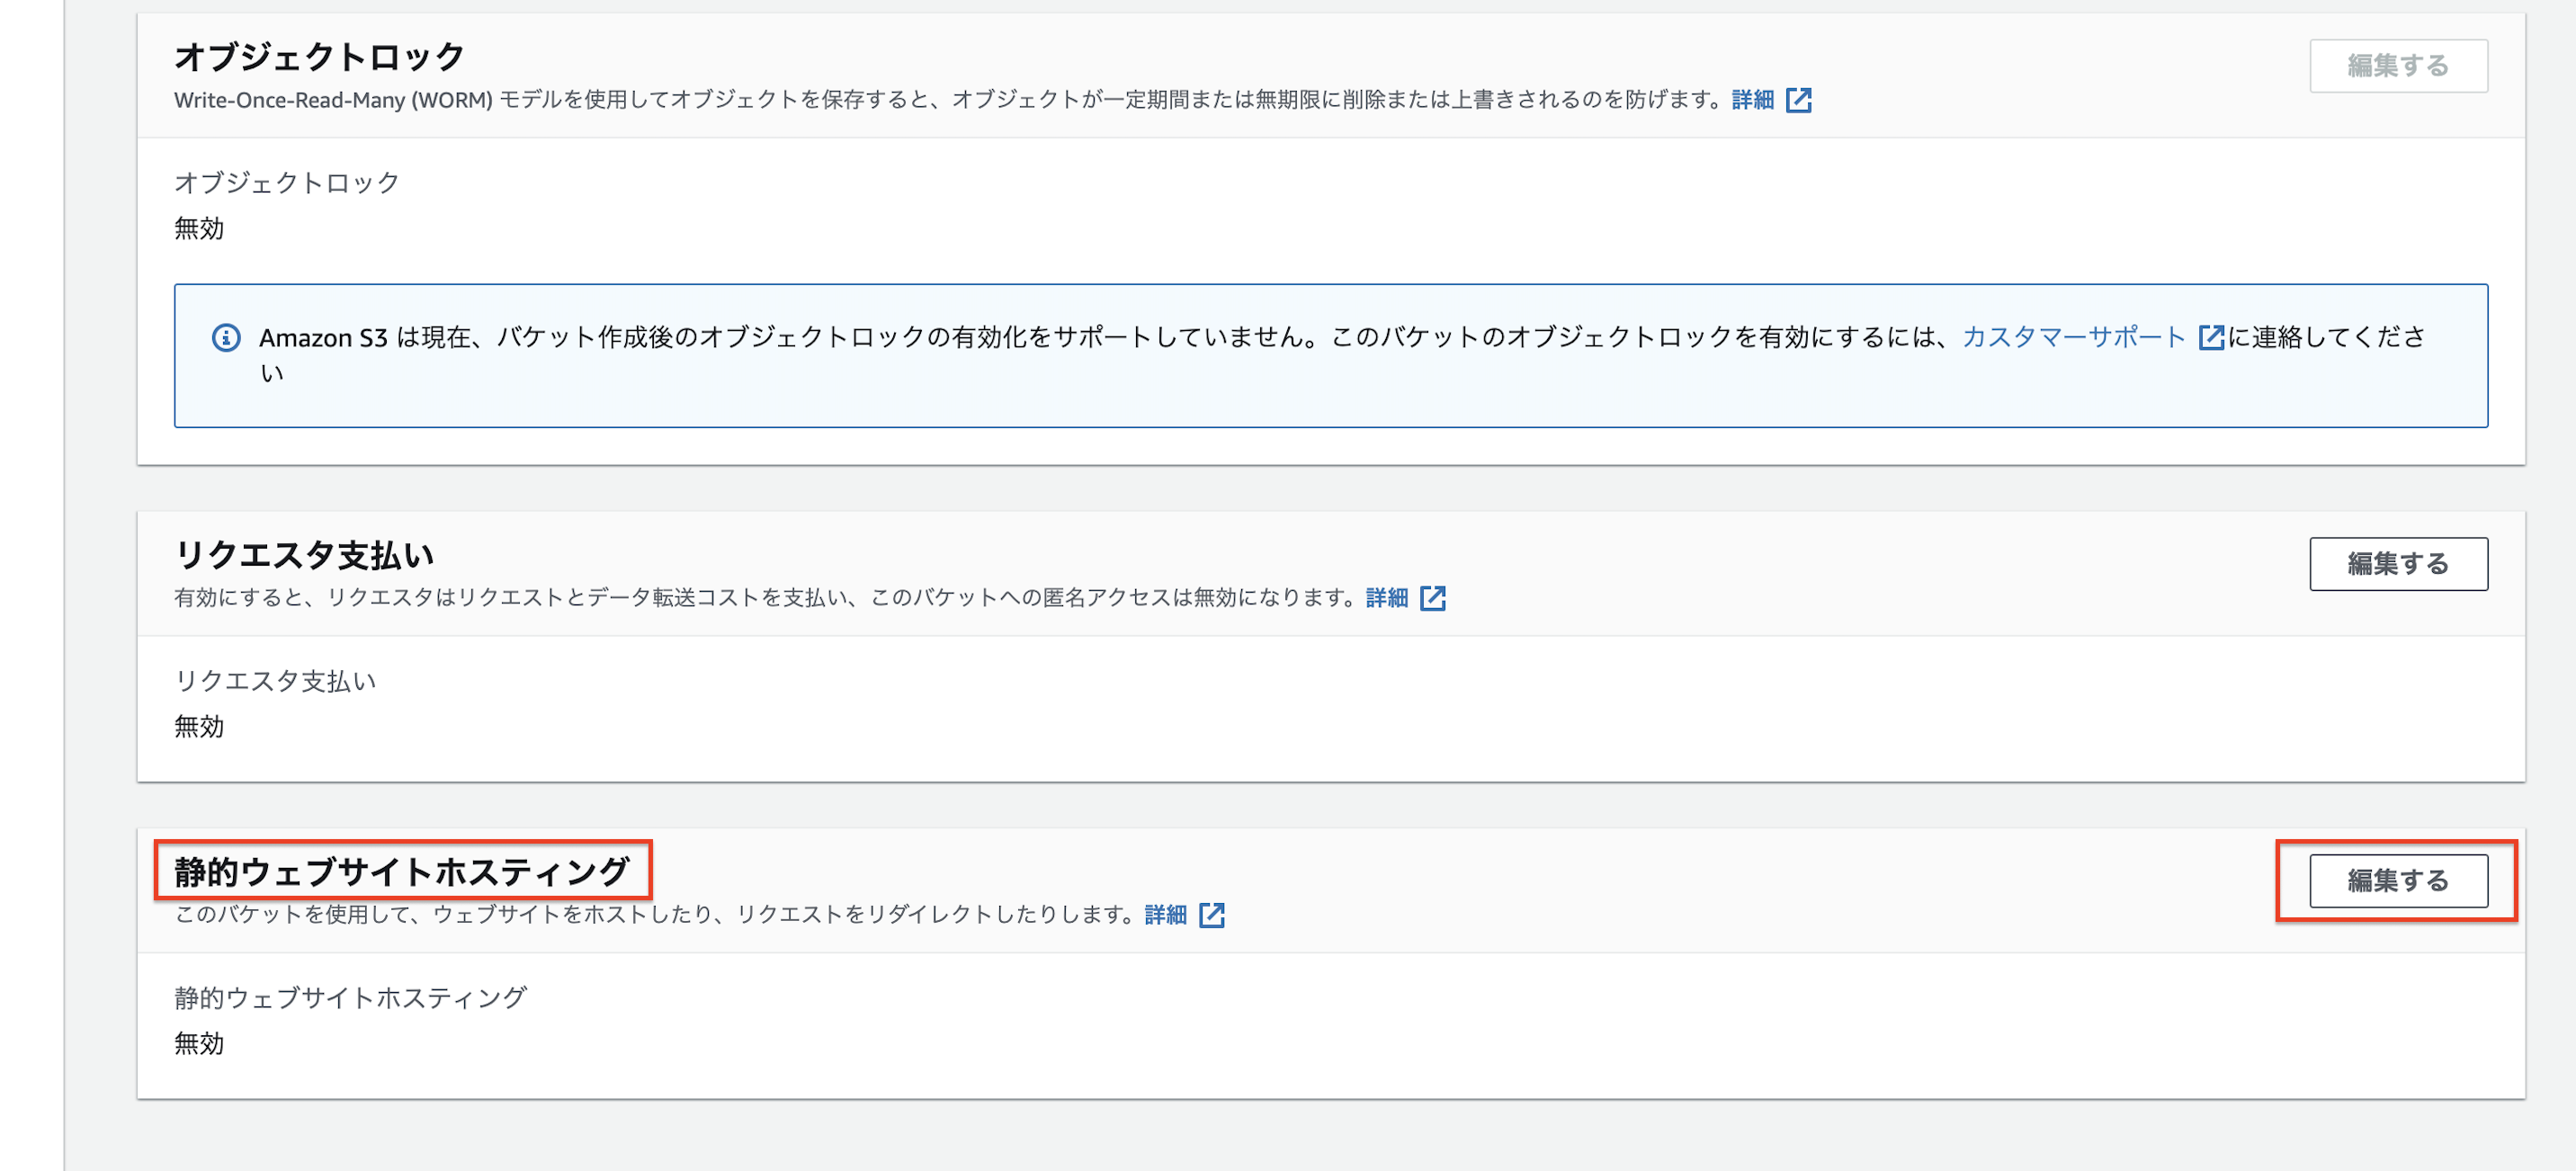 オブジェクトロック
編集する
Write-Once-Read-Many (WORM) モデルを使用してオブジェクトを保存すると、オブジェクトが一定期間または無期限に削除または上書きされるのを防げます。詳細
オブジェクトロック
無効
Amazon S3 は現在、バケット作成後のオブジェクトロックの有効化をサポートしていません。このバケットのオブジェクトロックを有効にするには、カスタマーサポート に連絡してくださ
い
リクエスタ支払い
編集する
有効にすると、リクエスタはリクエストとデータ転送コストを支払い、このバケットへの匿名アクセスは無効になります。詳細
リクエスタ支払い
無効
静的ウェブサイトホスティング
編集する
このバケットを使用して、ウェブサイトをホストしたり、リクエストをリダイレクトしたりします。詳細
静的ウェブサイトホスティング
無効